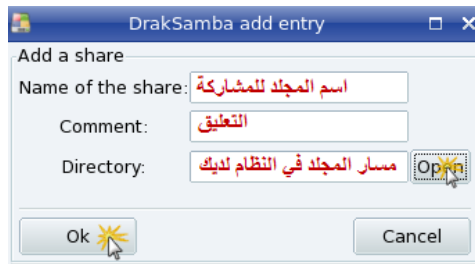 DrakSamba add entry
Add a share
Name of the share: اسم المجلد للمشاركة
Comment: التعليق
Directory: مسار المجلد في النظام لديك Open
Ok Cancel